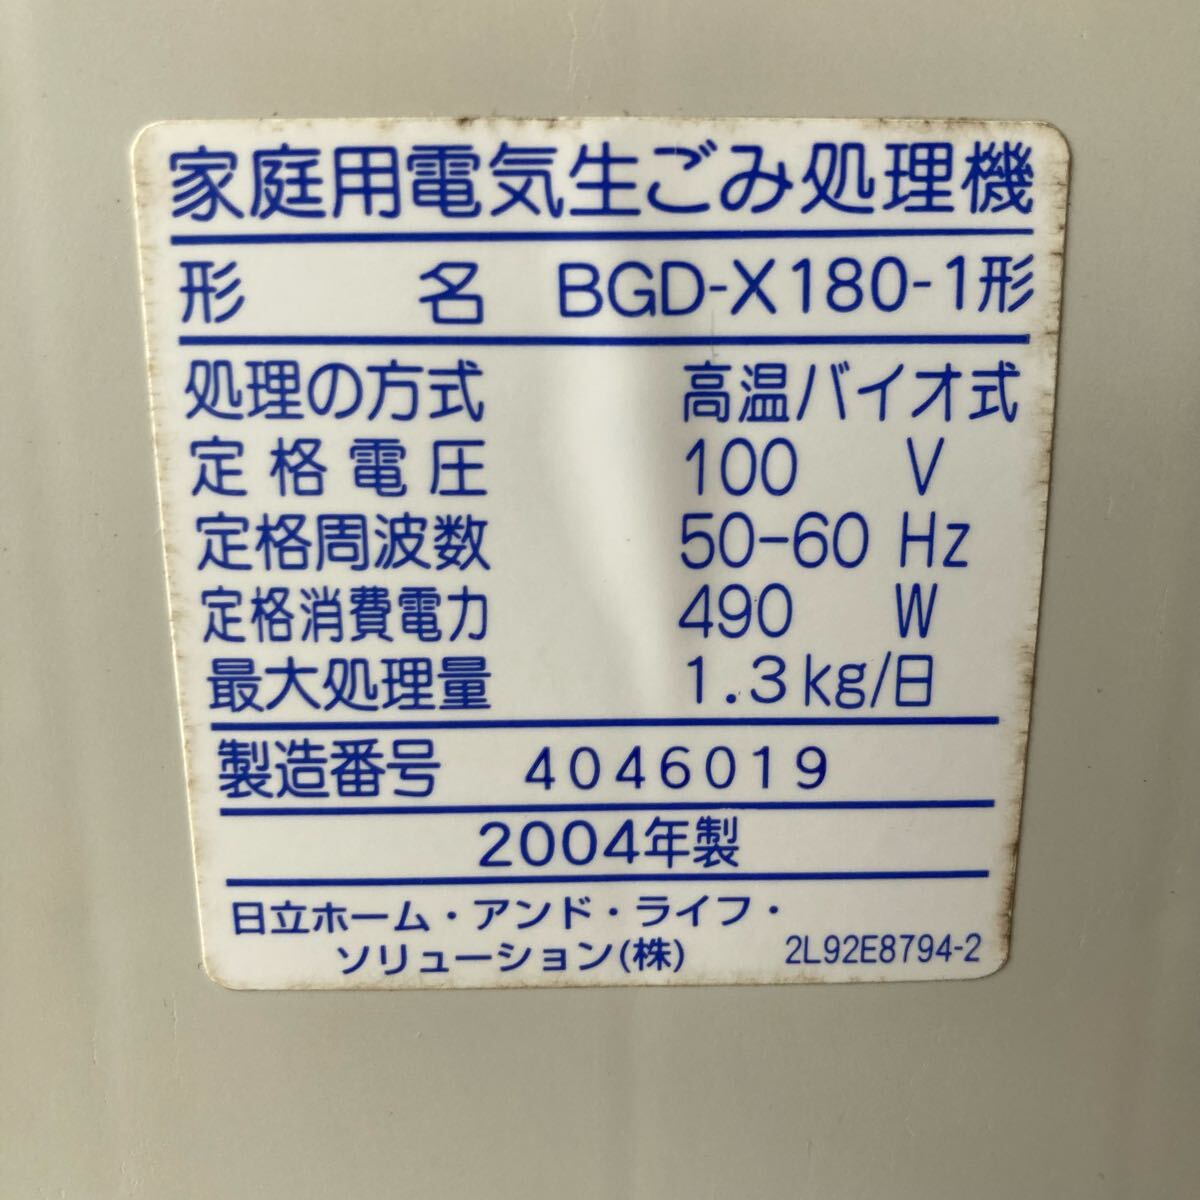 家庭用電気生ごみ処理機
形名 BGD-X180-1形
処理の方式 高温バイオ式
定格電圧 100 V
定格周波数 50-60 Hz
定格消費電力 490 W
最大処理量 1.3kg/日
製造番号 4046019
2004年製
日立ホーム・アンド・ライフ・
ソリューション(株) 2L92E8794-2